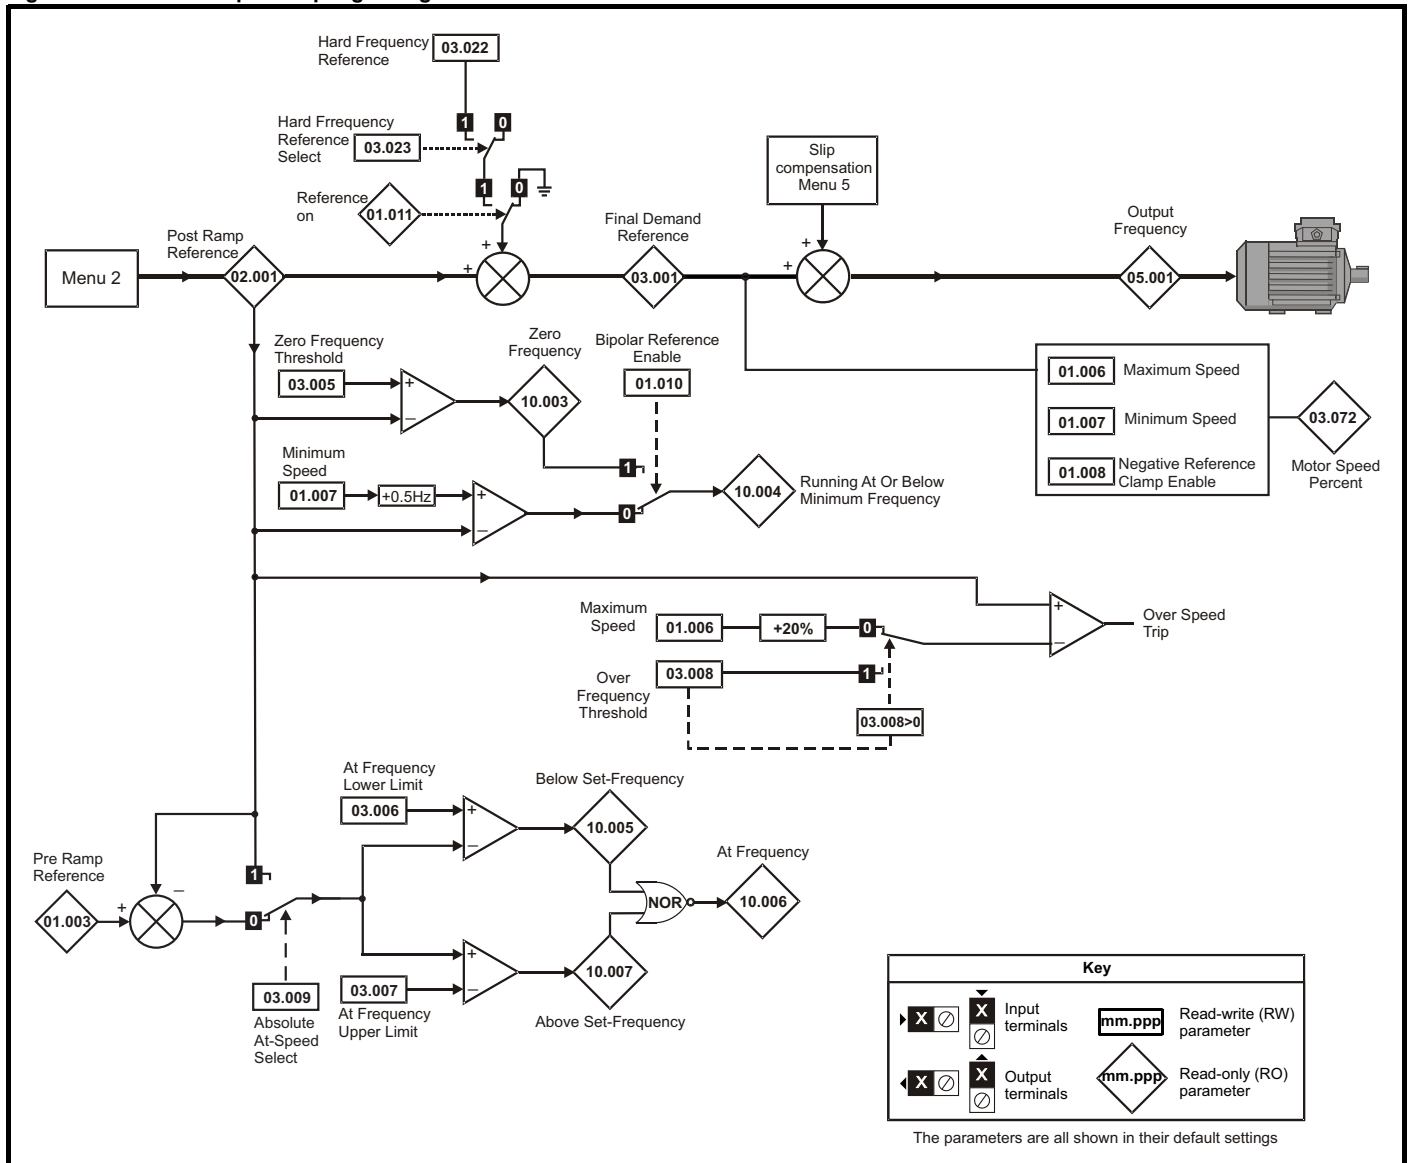 Hard Frequency
Reference
03.022
1 0
Hard Frrequency
Reference
Select
03.023
1 0
Reference
on
01.011
Slip
compensation
Menu 5
Menu 2
Post Ramp
Reference
02.001
+
+
Final Demand
Reference
03.001
+
+
Output
Frequency
05.001
Zero Frequency
Threshold
03.005
+
–
Zero
Frequency
10.003
Bipolar Reference
Enable
01.010
01.006 Maximum Speed
01.007 Minimum Speed
01.008 Negative Reference
Clamp Enable
03.072
Motor Speed
Percent
Minimum
Speed
01.007
+0.5Hz
+
–
1
0
10.004
Running At Or Below
Minimum Frequency
Maximum
Speed
01.006
+20%
0
Over
Frequency
Threshold
03.008
1
03.008>0
+
–
Over Speed
Trip
At Frequency
Lower Limit
03.006
+
–
Below Set-Frequency
10.005
Pre Ramp
Reference
01.003
+
–
1
0
03.009
Absolute
At-Speed
Select
03.007
At Frequency
Upper Limit
+
–
10.007
Above Set-Frequency
NOR
At Frequency
10.006
Key
X
X
Input
terminals
mm.ppp
Read-write (RW)
parameter
X
X
Output
terminals
mm.ppp
Read-only (RO)
parameter
The parameters are all shown in their default settings